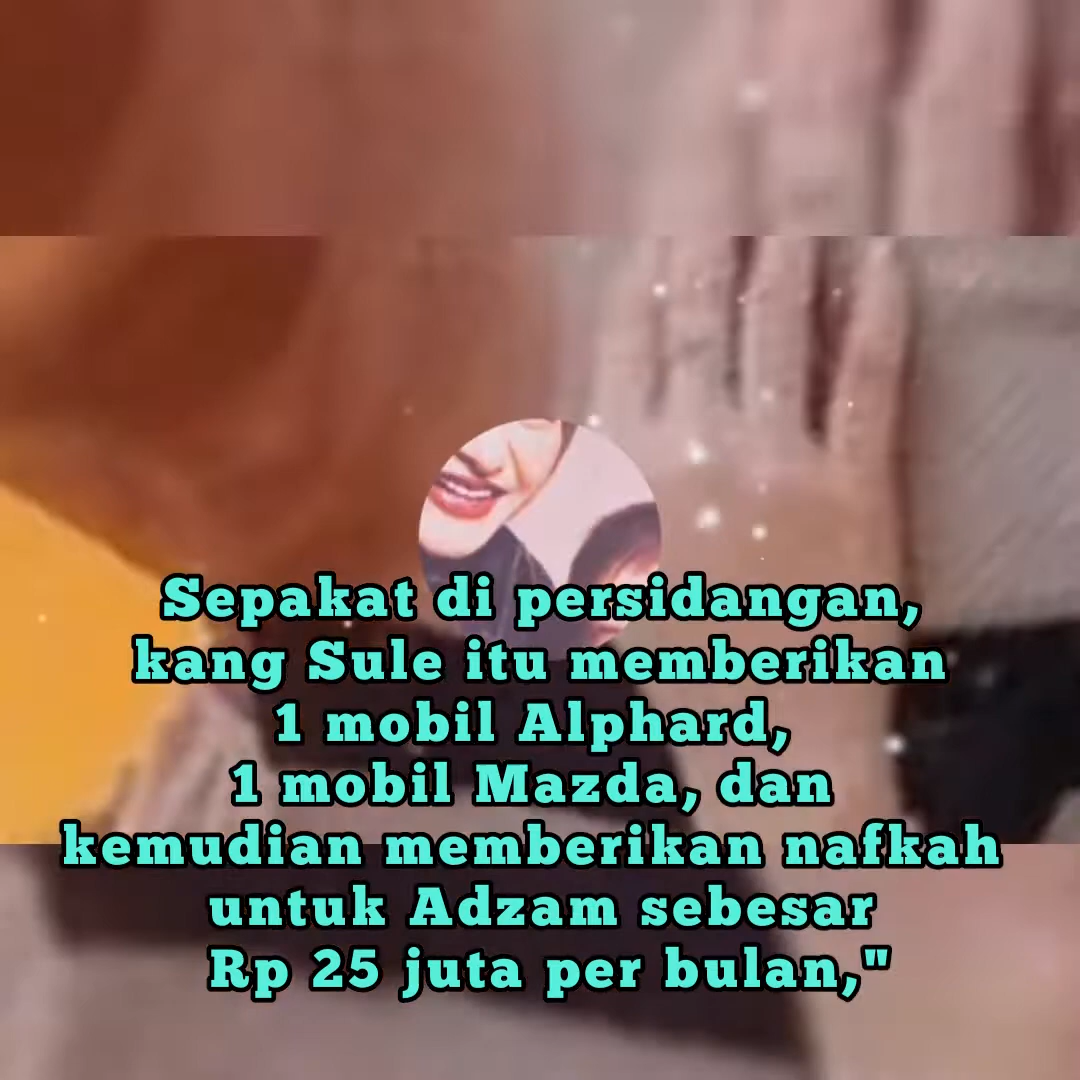 Sepakat di persidangan,
kang Sule itu memberikan
1 mobil Alphard,
1 mobil Mazda, dan
kemudian memberikan nafkah
untuk Adzam sebesar
Rp 25 juta per bulan,"